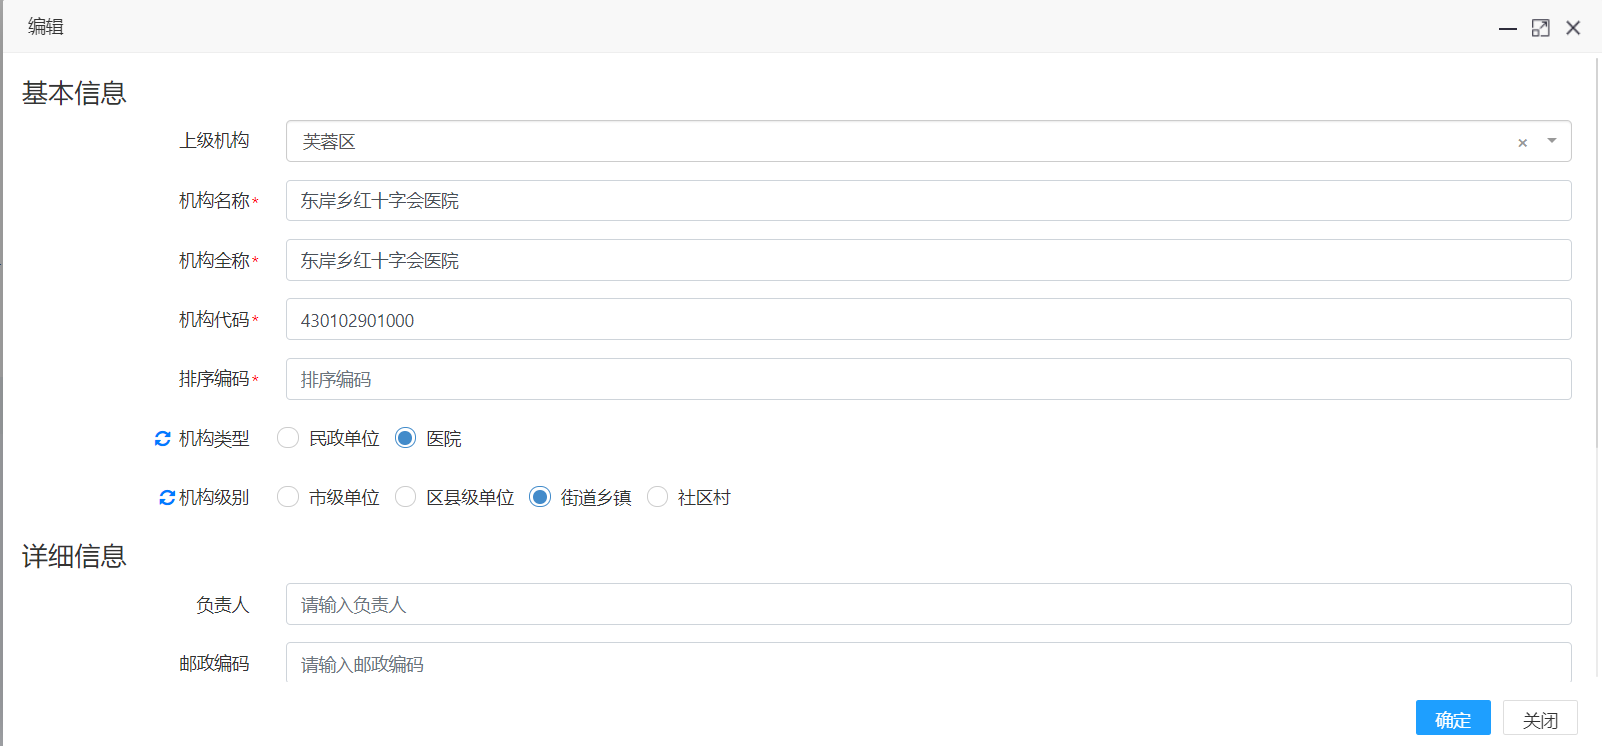 编辑
基本信息
上级机构 芙蓉区
机构名称* 东岸乡红十字会医院
机构全称* 东岸乡红十字会医院
机构代码* 430102901000
排序编码* 排序编码
机构类型 民政单位 医院
机构级别 市级单位 区县级单位 街道乡镇 社区村
详细信息
负责人 请输入负责人
邮政编码 请输入邮政编码
确定 关闭